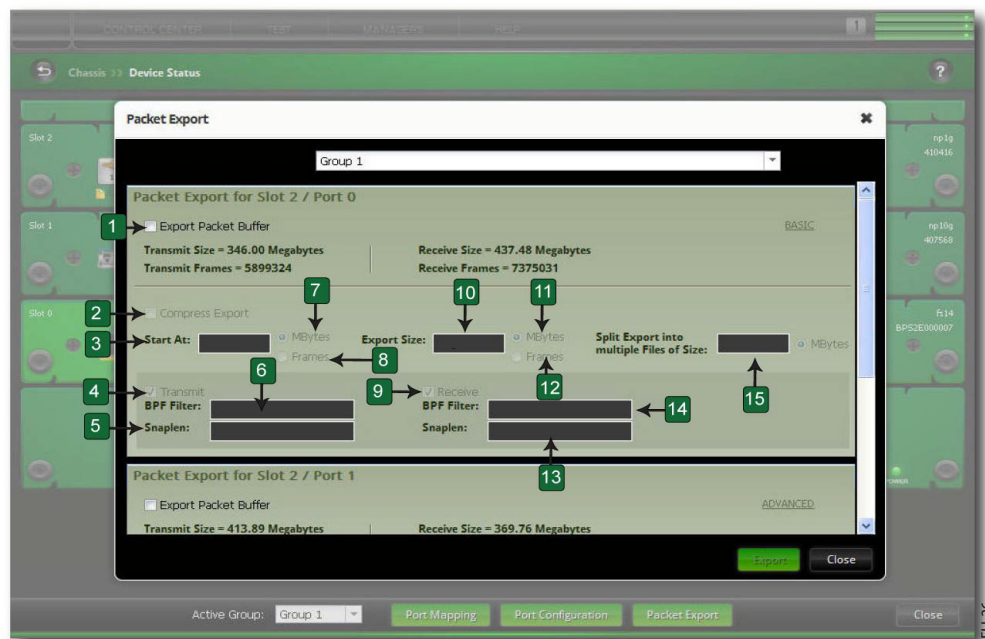 CONTROL CENTER TEST MANAGERS HELP 1
Chassis >> Device Status ?
Packet Export
Slot 2 np1g
410416
Group 1
Packet Export for Slot 2 / Port 0
1 Export Packet Buffer BASIC
Slot 1 np10g
407568
Transmit Size = 346.00 Megabytes Receive Size = 437.48 Megabytes
Transmit Frames = 5899324 Receive Frames = 7375031
7 10 11
Slot 0 fs14
BPS2E000007
2 Compress Export
3 Start At: MBytes Export Size: MBytes Split Export into
multiple Files of Size: MBytes
Frames 8 Frames
6 12 15
4 Transmit 9 Receive
BPF Filter: BPF Filter: 14
5 Snaplen: Snaplen:
13
Packet Export for Slot 2 / Port 1
Export Packet Buffer ADVANCED
POWER
Transmit Size = 413.89 Megabytes Receive Size = 369.76 Megabytes
Export Close
Active Group: Group 1 Port Mapping Port Configuration Packet Export Close